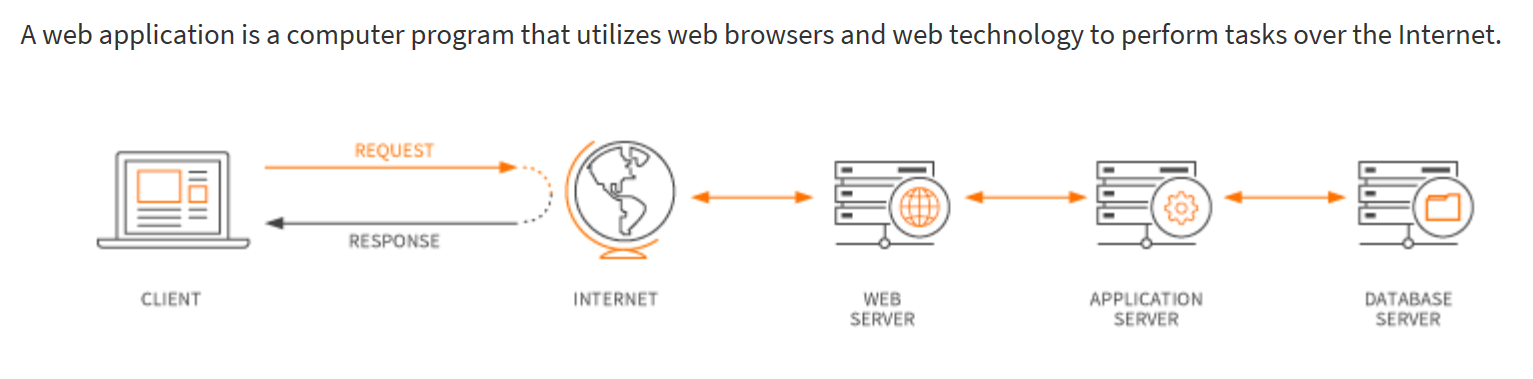 A web application is a computer program that utilizes web browsers and web technology to perform tasks over the Internet.
REQUEST
RESPONSE
CLIENT
INTERNET
WEB
SERVER
APPLICATION
SERVER
DATABASE
SERVER